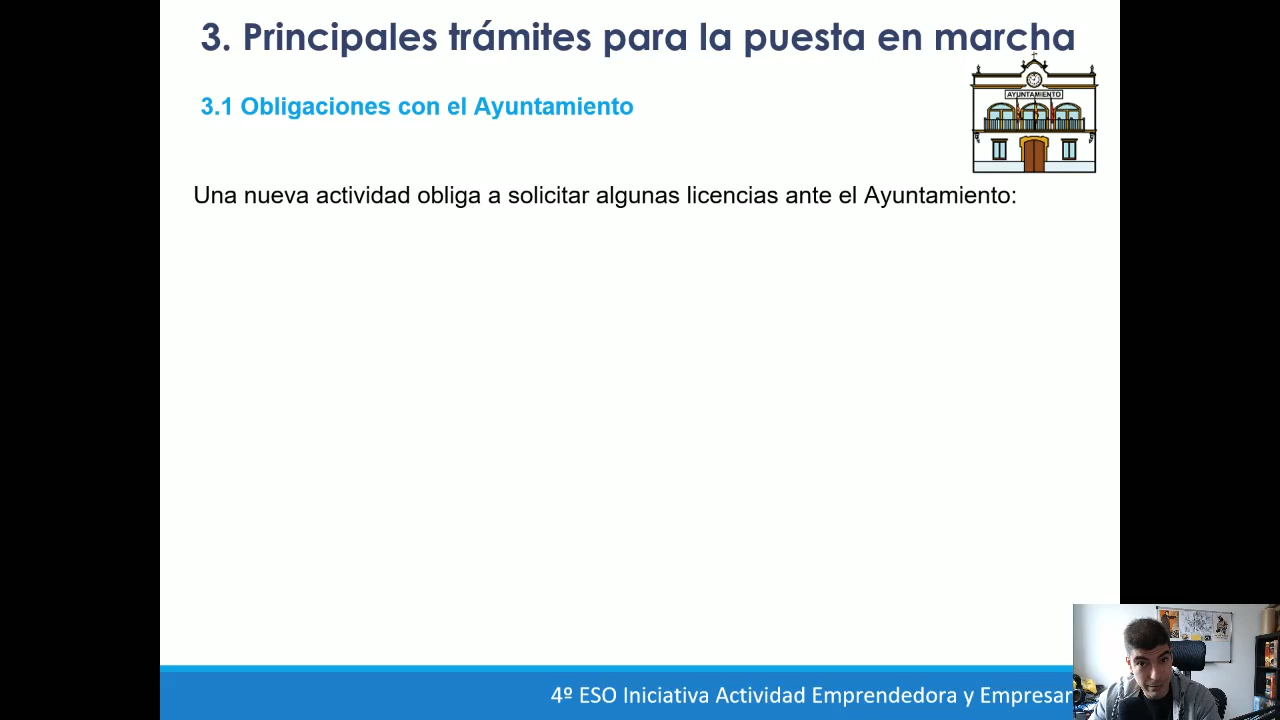 3. Principales trámites para la puesta en marcha
3.1 Obligaciones con el Ayuntamiento
AYUNTAMIENTO
Una nueva actividad obliga a solicitar algunas licencias ante el Ayuntamiento:
4º ESO Iniciativa Actividad Emprendedora y Empresar